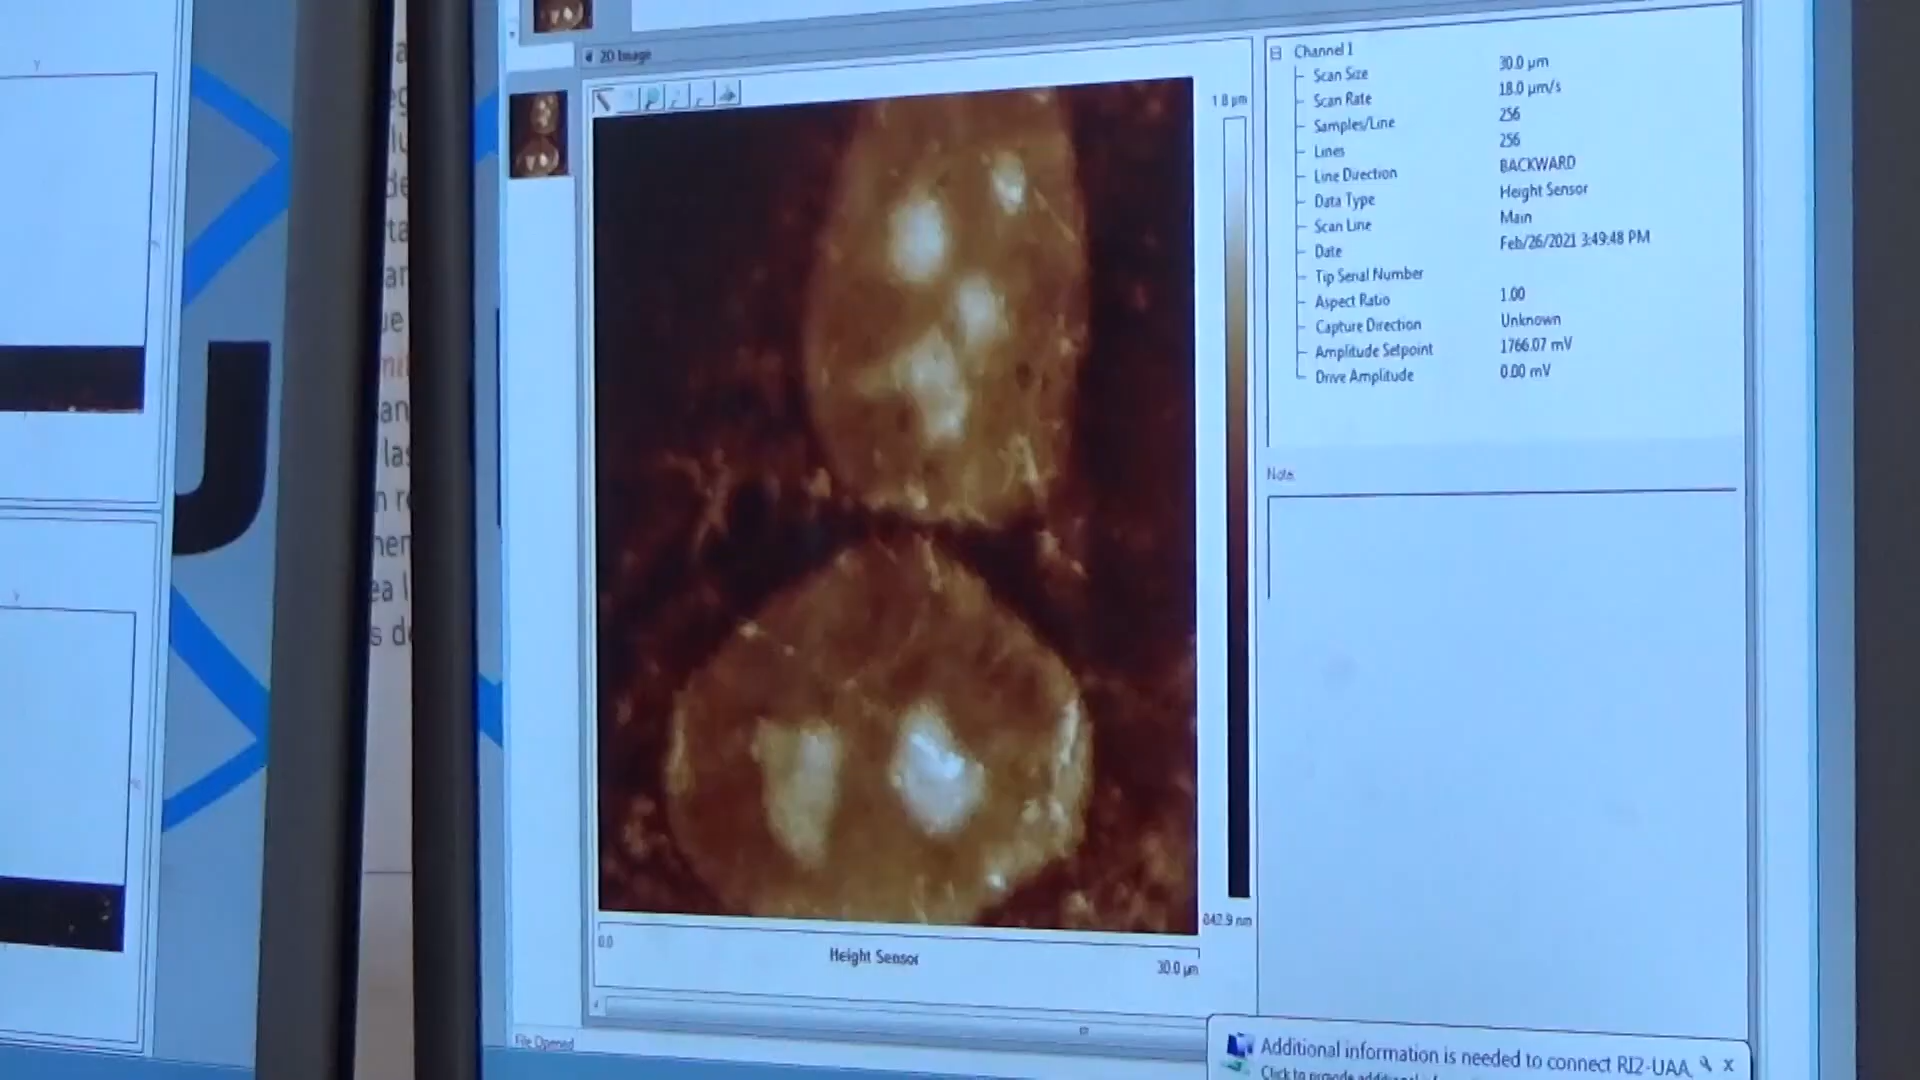 2D Image
1.8 µm
842.9 nm
0.0
30.0 µm
Height Sensor
Channel 1
Scan Size 30.0 µm
Scan Rate 18.0 µm/s
Samples/Line 256
Lines 256
Line Direction BACKWARD
Data Type Height Sensor
Scan Line Main
Date Feb/26/2021 3:49:48 PM
Tip Serial Number
Aspect Ratio 1.00
Capture Direction Unknown
Amplitude Setpoint 1766.07 mV
Drive Amplitude 0.00 mV
Note:
File Opened
Additional information is needed to connect RI2-UAA